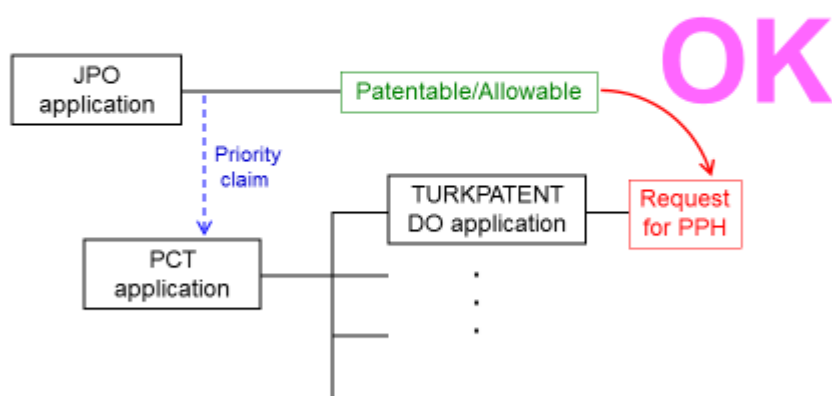 OK
JPO
application
Patentable/Allowable
Priority
claim
TURKPATENT
DO application
Request
for PPH
PCT
application